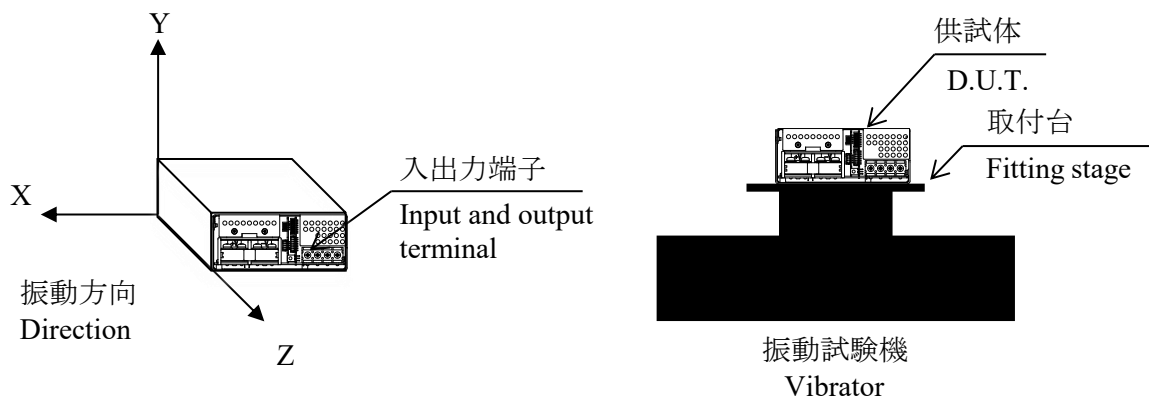 Y
X
Z
振動方向
Direction
入出力端子
Input and output
terminal
供試体
D.U.T.
取付台
Fitting stage
振動試験機
Vibrator